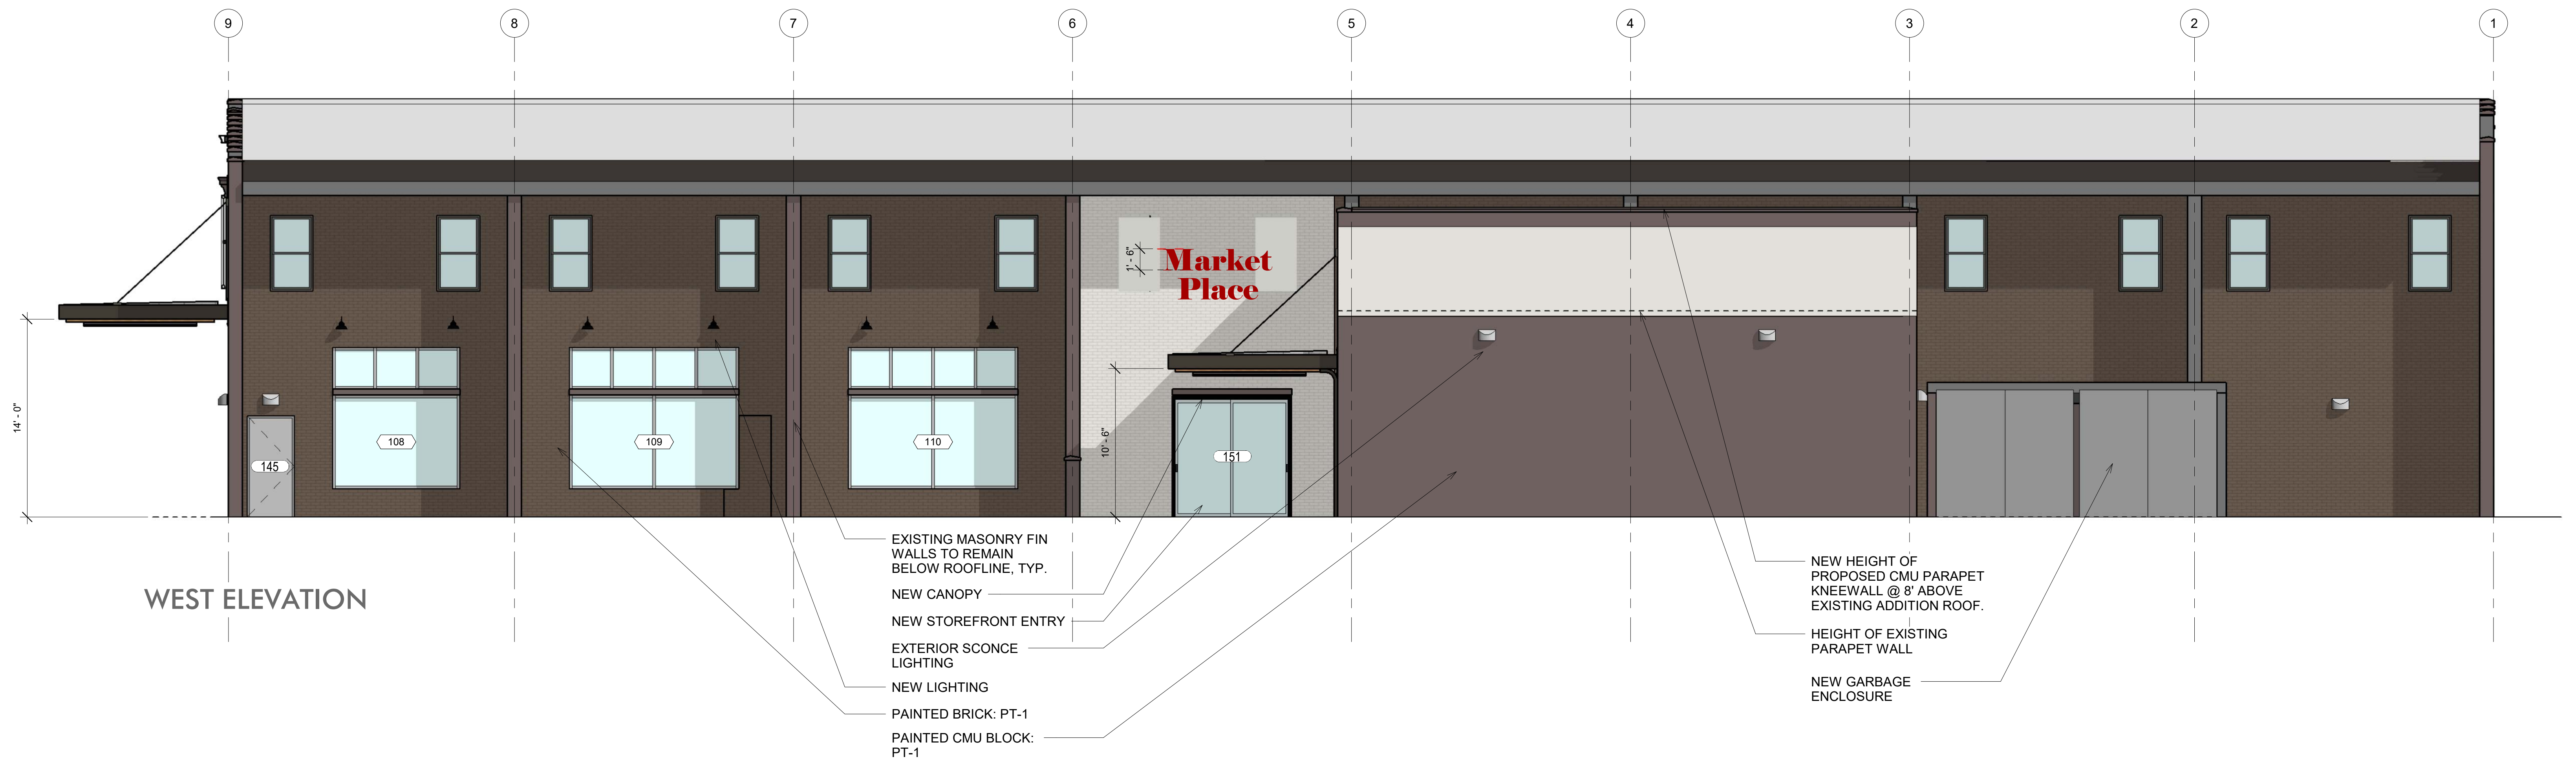 9 8 7 6 5 4 3 2 1
1' - 6"
Market
Place
14' - 0"
10' - 6"
145
108
109
110
151
WEST ELEVATION
EXISTING MASONRY FIN
WALLS TO REMAIN
BELOW ROOFLINE, TYP.
NEW CANOPY
NEW STOREFRONT ENTRY
EXTERIOR SCONCE
LIGHTING
NEW LIGHTING
PAINTED BRICK: PT-1
PAINTED CMU BLOCK:
PT-1
NEW HEIGHT OF
PROPOSED CMU PARAPET
KNEEWALL @ 8' ABOVE
EXISTING ADDITION ROOF.
HEIGHT OF EXISTING
PARAPET WALL
NEW GARBAGE
ENCLOSURE